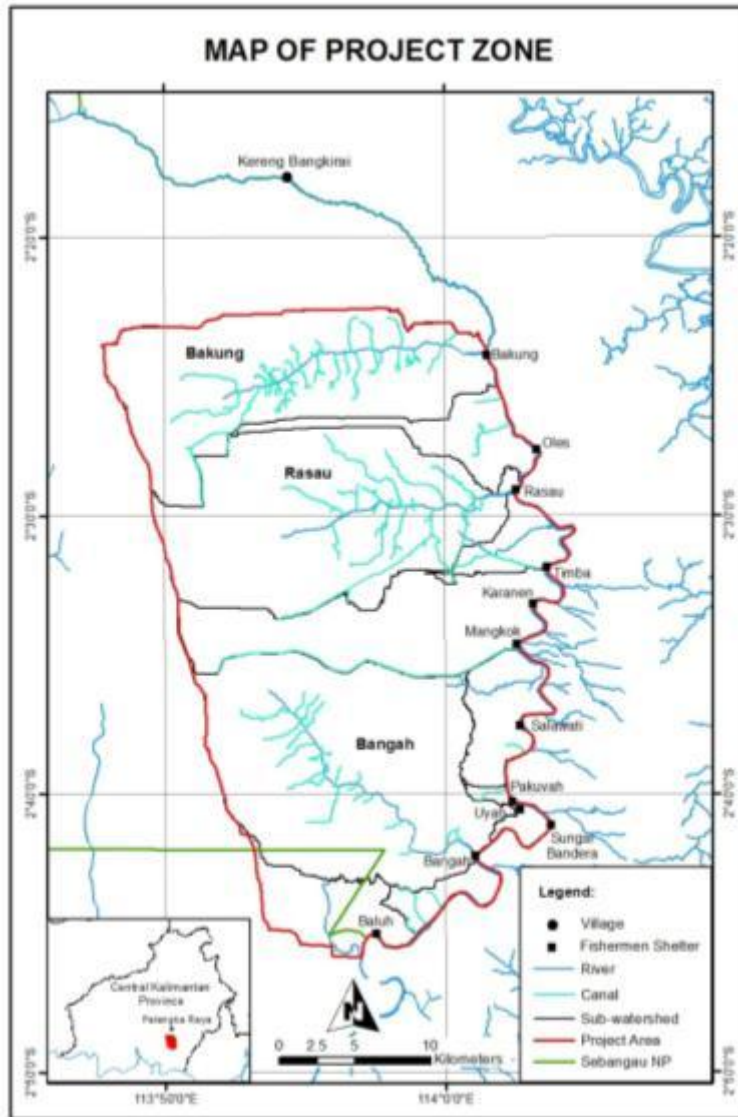 MAP OF PROJECT ZONE
Kereng Bangkirai
2°20'0"S
2°20'0"S
Bakung
Bakung
Oles
Rasau
Rasau
2°30'0"S
2°30'0"S
Timba
Karanen
Mangkok
Salawati
Bangah
2°40'0"S
2°40'0"S
Pakuyah
Uyah
Sungai
Bandera
Bangah
Baluh
Legend:
Village
Fishermen Shelter
River
Canal
Sub-watershed
Project Area
Sebangau NP
Central Kalimantan
Province
Palangka Raya
N
0 2.5 5 10
Kilometers
2°50'0"S
2°50'0"S
113°50'0"E
114°0'0"E